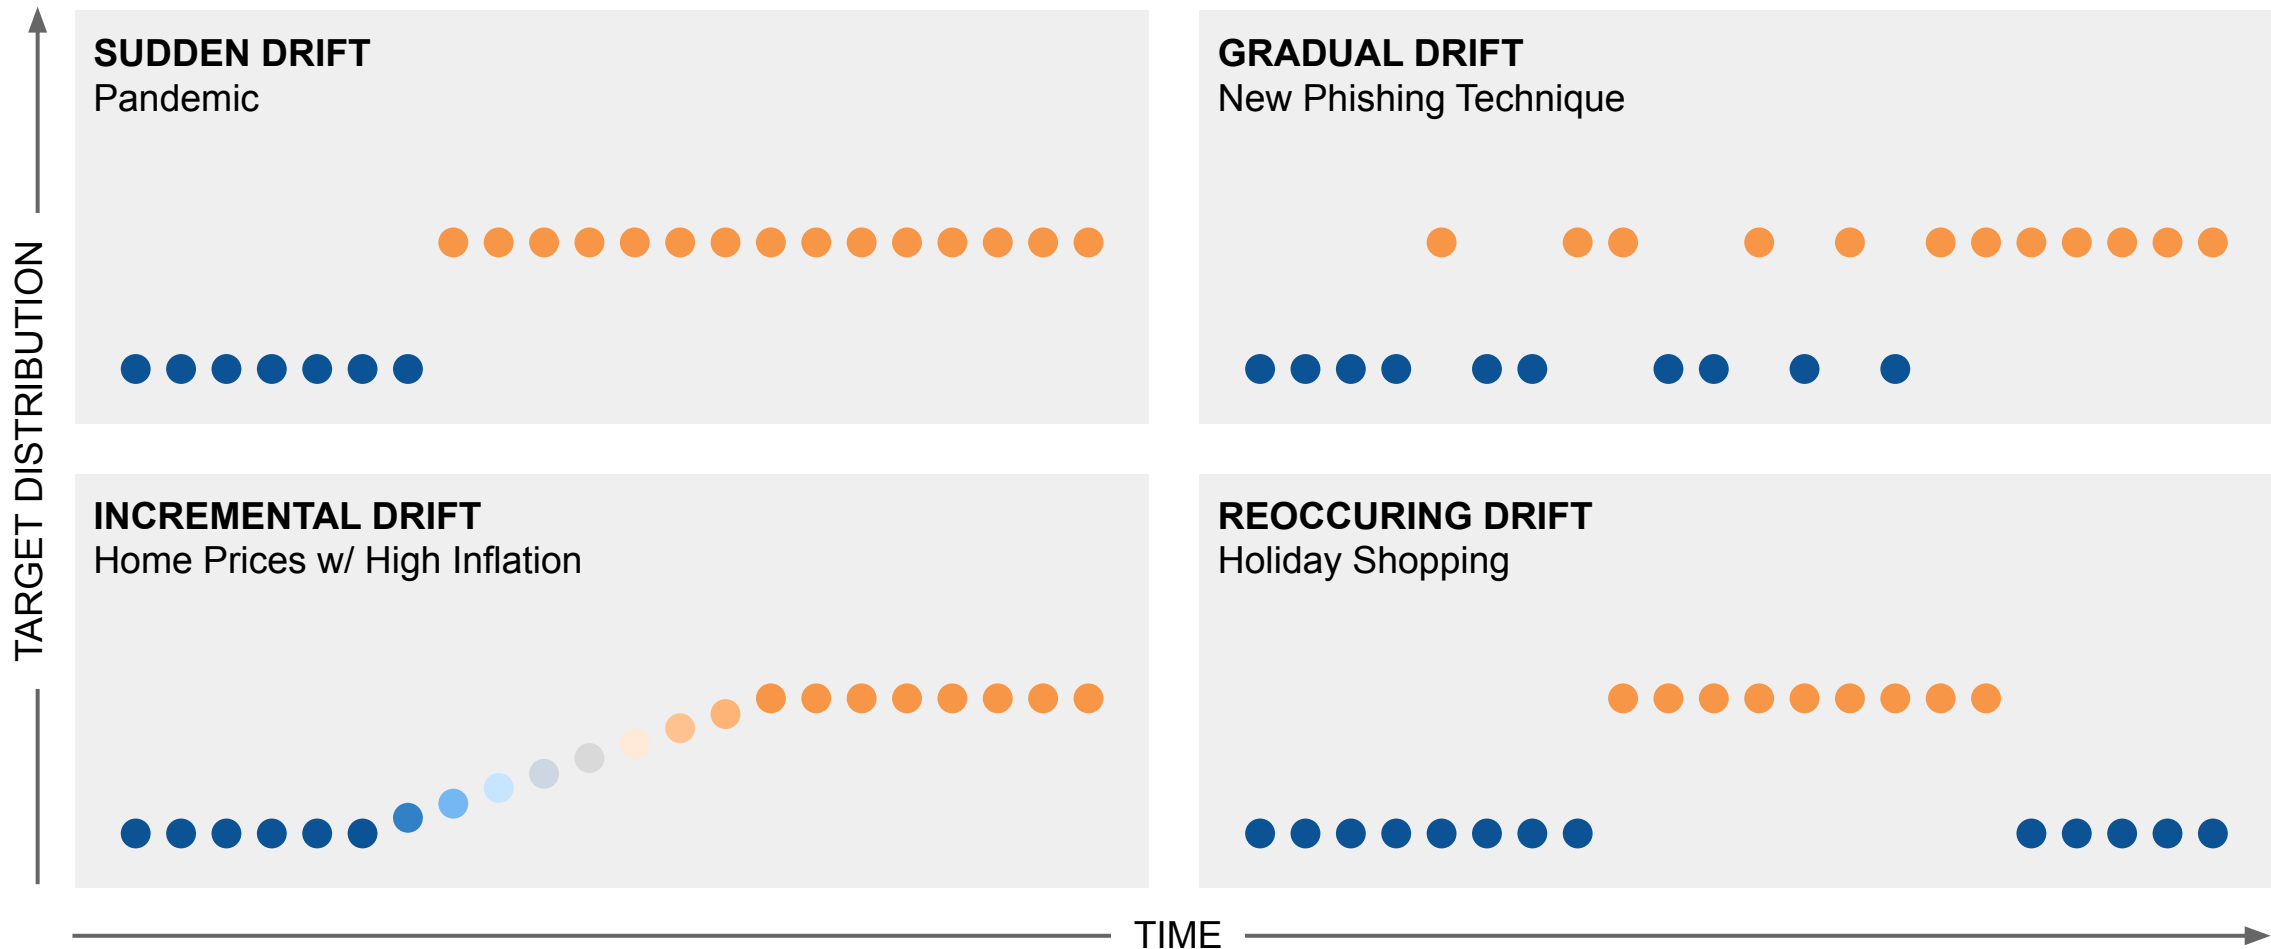 SUDDEN DRIFT
Pandemic
GRADUAL DRIFT
New Phishing Technique
TARGET DISTRIBUTION
INCREMENTAL DRIFT
Home Prices w/ High Inflation
REOCCURING DRIFT
Holiday Shopping
TIME